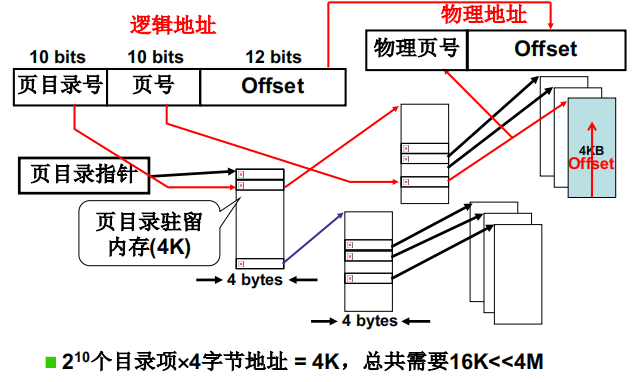 逻辑地址
物理地址
10 bits 10 bits 12 bits
页目录号 页号 Offset
物理页号 Offset
4KB
Offset
页目录指针
页目录驻留
内存(4K)
4 bytes
4 bytes
2¹⁰个目录项×4字节地址 = 4K，总共需要16K<<4M